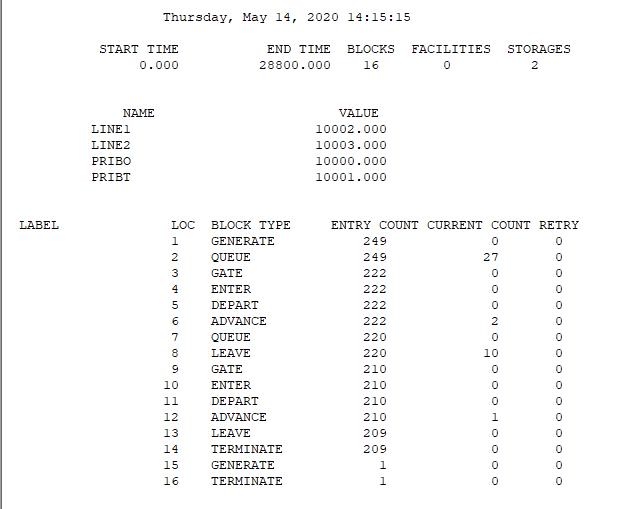 Thursday, May 14, 2020 14:15:15
START TIME END TIME BLOCKS FACILITIES STORAGES
0.000 28800.000 16 0 2
NAME VALUE
LINE1 10002.000
LINE2 10003.000
PRIBO 10000.000
PRIBT 10001.000
LABEL LOC BLOCK TYPE ENTRY COUNT CURRENT COUNT RETRY
1 GENERATE 249 0 0
2 QUEUE 249 27 0
3 GATE 222 0 0
4 ENTER 222 0 0
5 DEPART 222 0 0
6 ADVANCE 222 2 0
7 QUEUE 220 0 0
8 LEAVE 220 10 0
9 GATE 210 0 0
10 ENTER 210 0 0
11 DEPART 210 0 0
12 ADVANCE 210 1 0
13 LEAVE 209 0 0
14 TERMINATE 209 0 0
15 GENERATE 1 0 0
16 TERMINATE 1 0 0